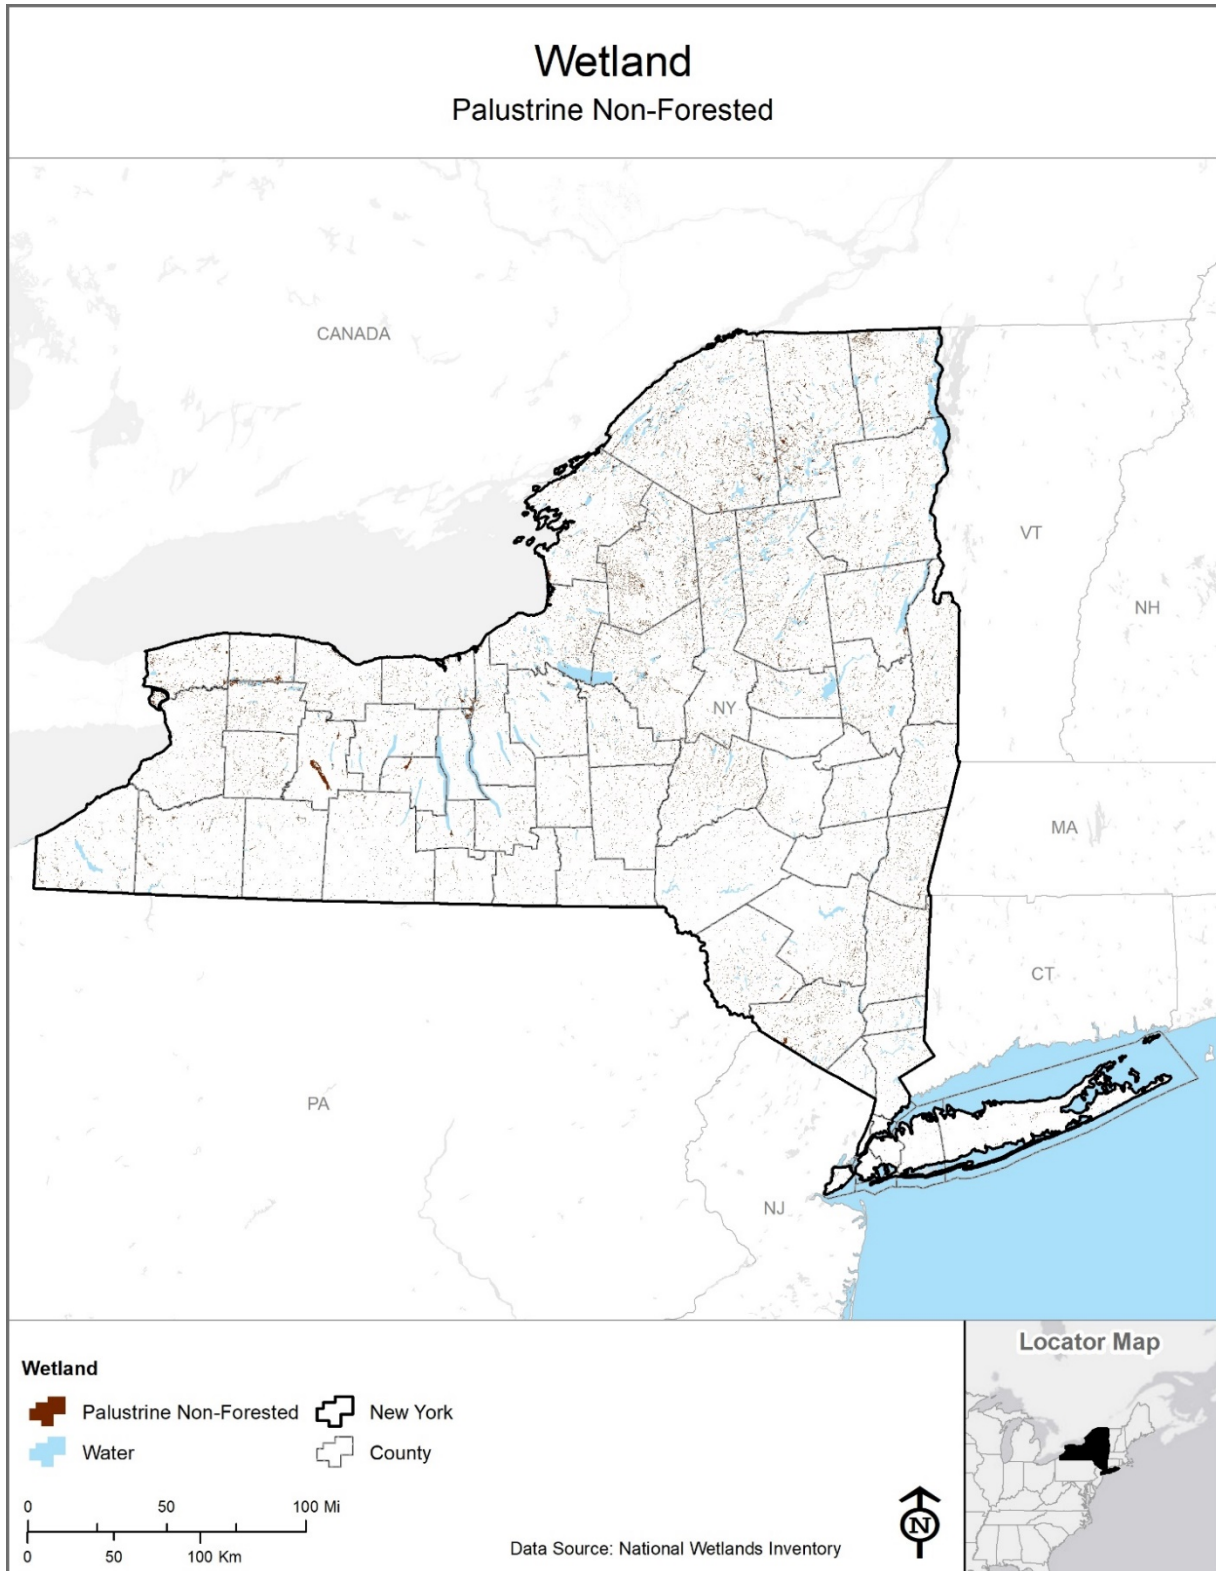 Wetland
Palustrine Non-Forested
CANADA
VT
NH
NY
MA
CT
PA
NJ
Wetland
Palustrine Non-Forested
New York
Water
County
0 50 100 Mi
0 50 100 Km
Data Source: National Wetlands Inventory
N
Locator Map